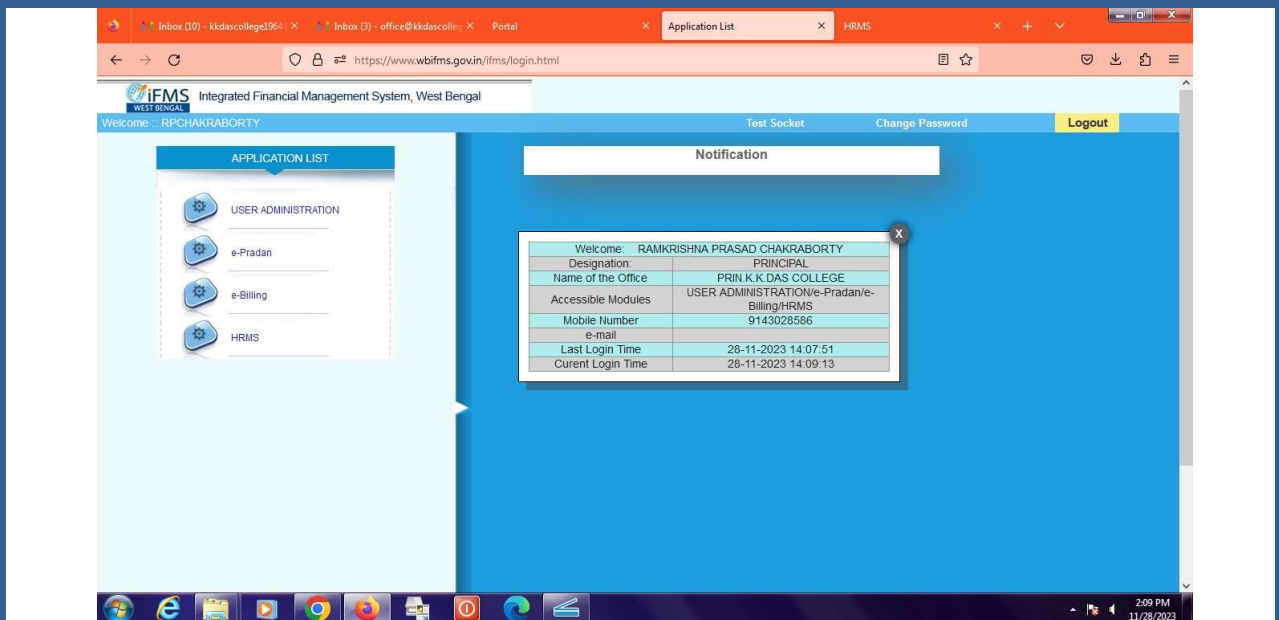 Inbox (10) - kkdascollege1964
Inbox (3) - office@kkdascolleg
Portal
Application List
HRMS
https://www.wbifms.gov.in/ifms/login.html
iFMS
WEST BENGAL
Integrated Financial Management System, West Bengal
Welcome :: RPCHAKRABORTY
Test Socket
Change Password
Logout
APPLICATION LIST
USER ADMINISTRATION
e-Pradan
e-Billing
HRMS
Notification
X
Welcome: RAMKRISHNA PRASAD CHAKRABORTY
Designation: PRINCIPAL
Name of the Office PRIN.K.K.DAS COLLEGE
Accessible Modules USER ADMINISTRATION/e-Pradan/e-
Billing/HRMS
Mobile Number 9143028586
e-mail
Last Login Time 28-11-2023 14:07:51
Curent Login Time 28-11-2023 14:09:13
2:09 PM
11/28/2023